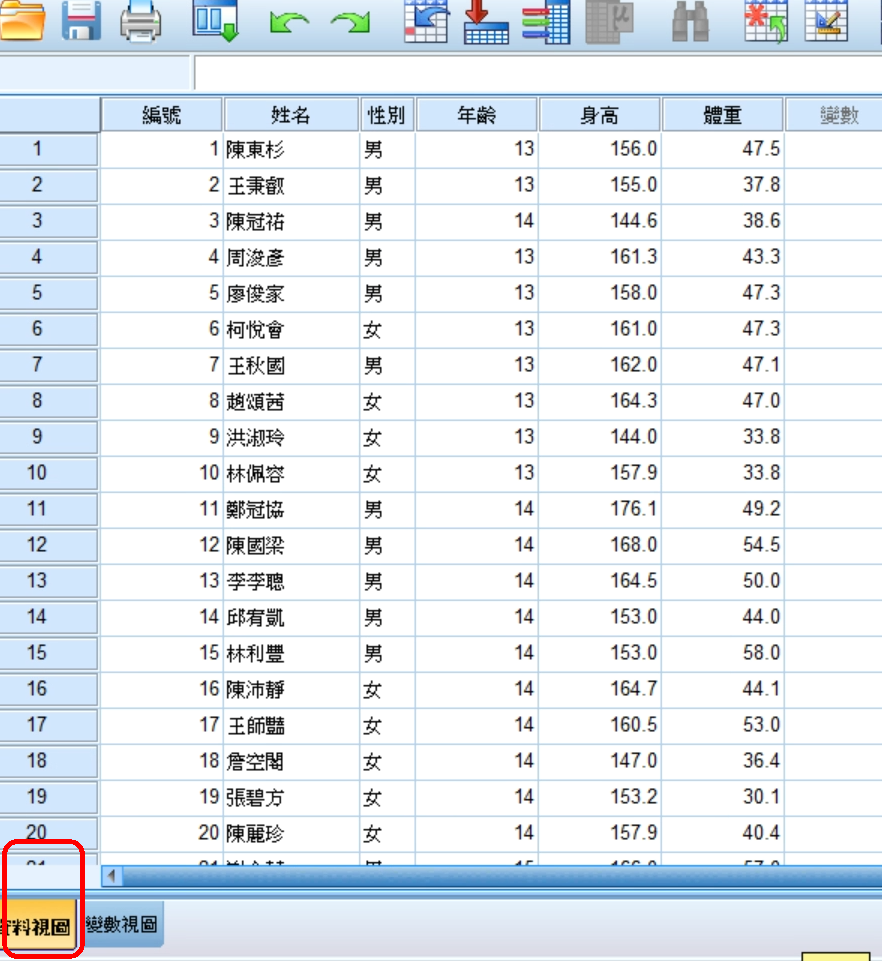 編號 姓名 性別 年齡 身高 體重 變數
1 1 陳東杉 男 13 156.0 47.5
2 2 王秉叡 男 13 155.0 37.8
3 3 陳冠祐 男 14 144.6 38.6
4 4 周浚彥 男 13 161.3 43.3
5 5 廖俊家 男 13 158.0 47.3
6 6 柯悅會 女 13 161.0 47.3
7 7 王秋國 男 13 162.0 47.1
8 8 趙頌茜 女 13 164.3 47.0
9 9 洪淑玲 女 13 144.0 33.8
10 10 林佩容 女 13 157.9 33.8
11 11 鄭冠協 男 14 176.1 49.2
12 12 陳國梁 男 14 168.0 54.5
13 13 李李聰 男 14 164.5 50.0
14 14 邱宥凱 男 14 153.0 44.0
15 15 林利豐 男 14 153.0 58.0
16 16 陳沛靜 女 14 164.7 44.1
17 17 王師豔 女 14 160.5 53.0
18 18 詹空閣 女 14 147.0 36.4
19 19 張碧方 女 14 153.2 30.1
20 20 陳麗珍 女 14 157.9 40.4
資料視圖 變數視圖